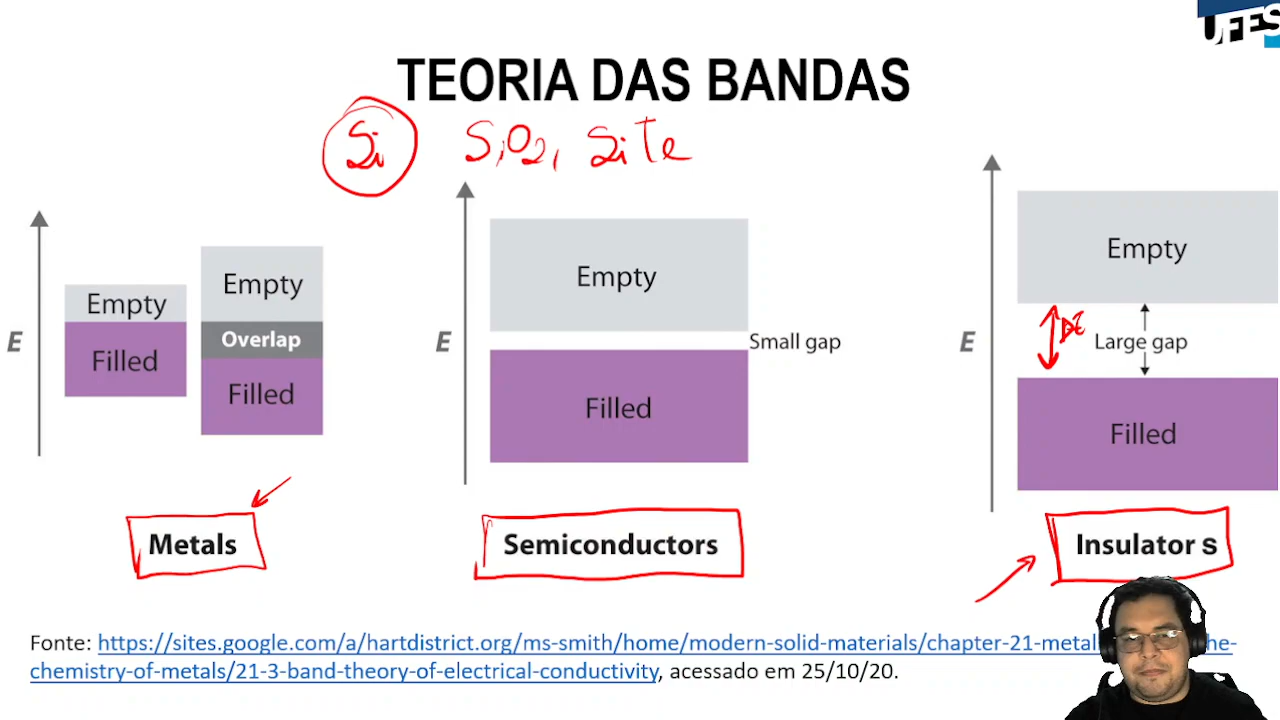 UFES
TEORIA DAS BANDAS
Si SiO2, SiTe
E
Empty
Filled
Empty
Overlap
Filled
Metals
E
Empty
Small gap
Filled
Semiconductors
E
Empty
ΔE
Large gap
Filled
Insulator s
Fonte: https://sites.google.com/a/hartdistrict.org/ms-smith/home/modern-solid-materials/chapter-21-metal he-
chemistry-of-metals/21-3-band-theory-of-electrical-conductivity, acessado em 25/10/20.